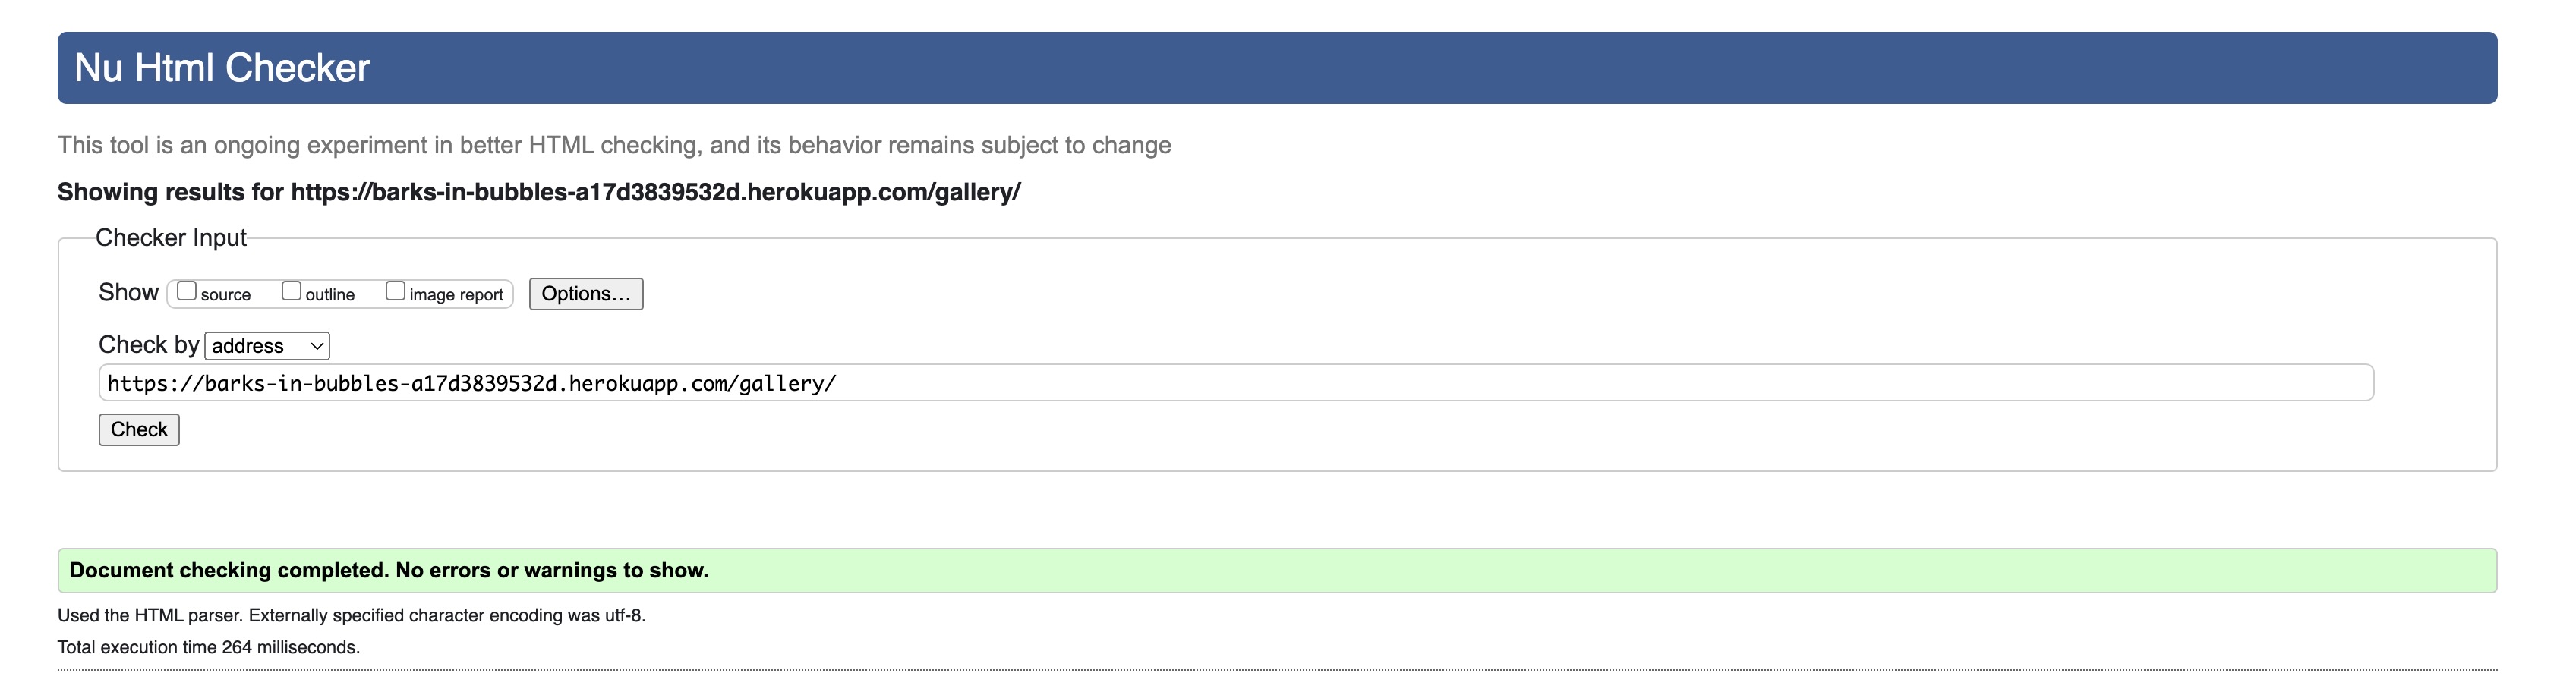 Nu Html Checker
This tool is an ongoing experiment in better HTML checking, and its behavior remains subject to change
Showing results for https://barks-in-bubbles-a17d3839532d.herokuapp.com/gallery/
Checker Input
Show source outline image report Options...
Check by address
https://barks-in-bubbles-a17d3839532d.herokuapp.com/gallery/
Check
Document checking completed. No errors or warnings to show.
Used the HTML parser. Externally specified character encoding was utf-8.
Total execution time 264 milliseconds.